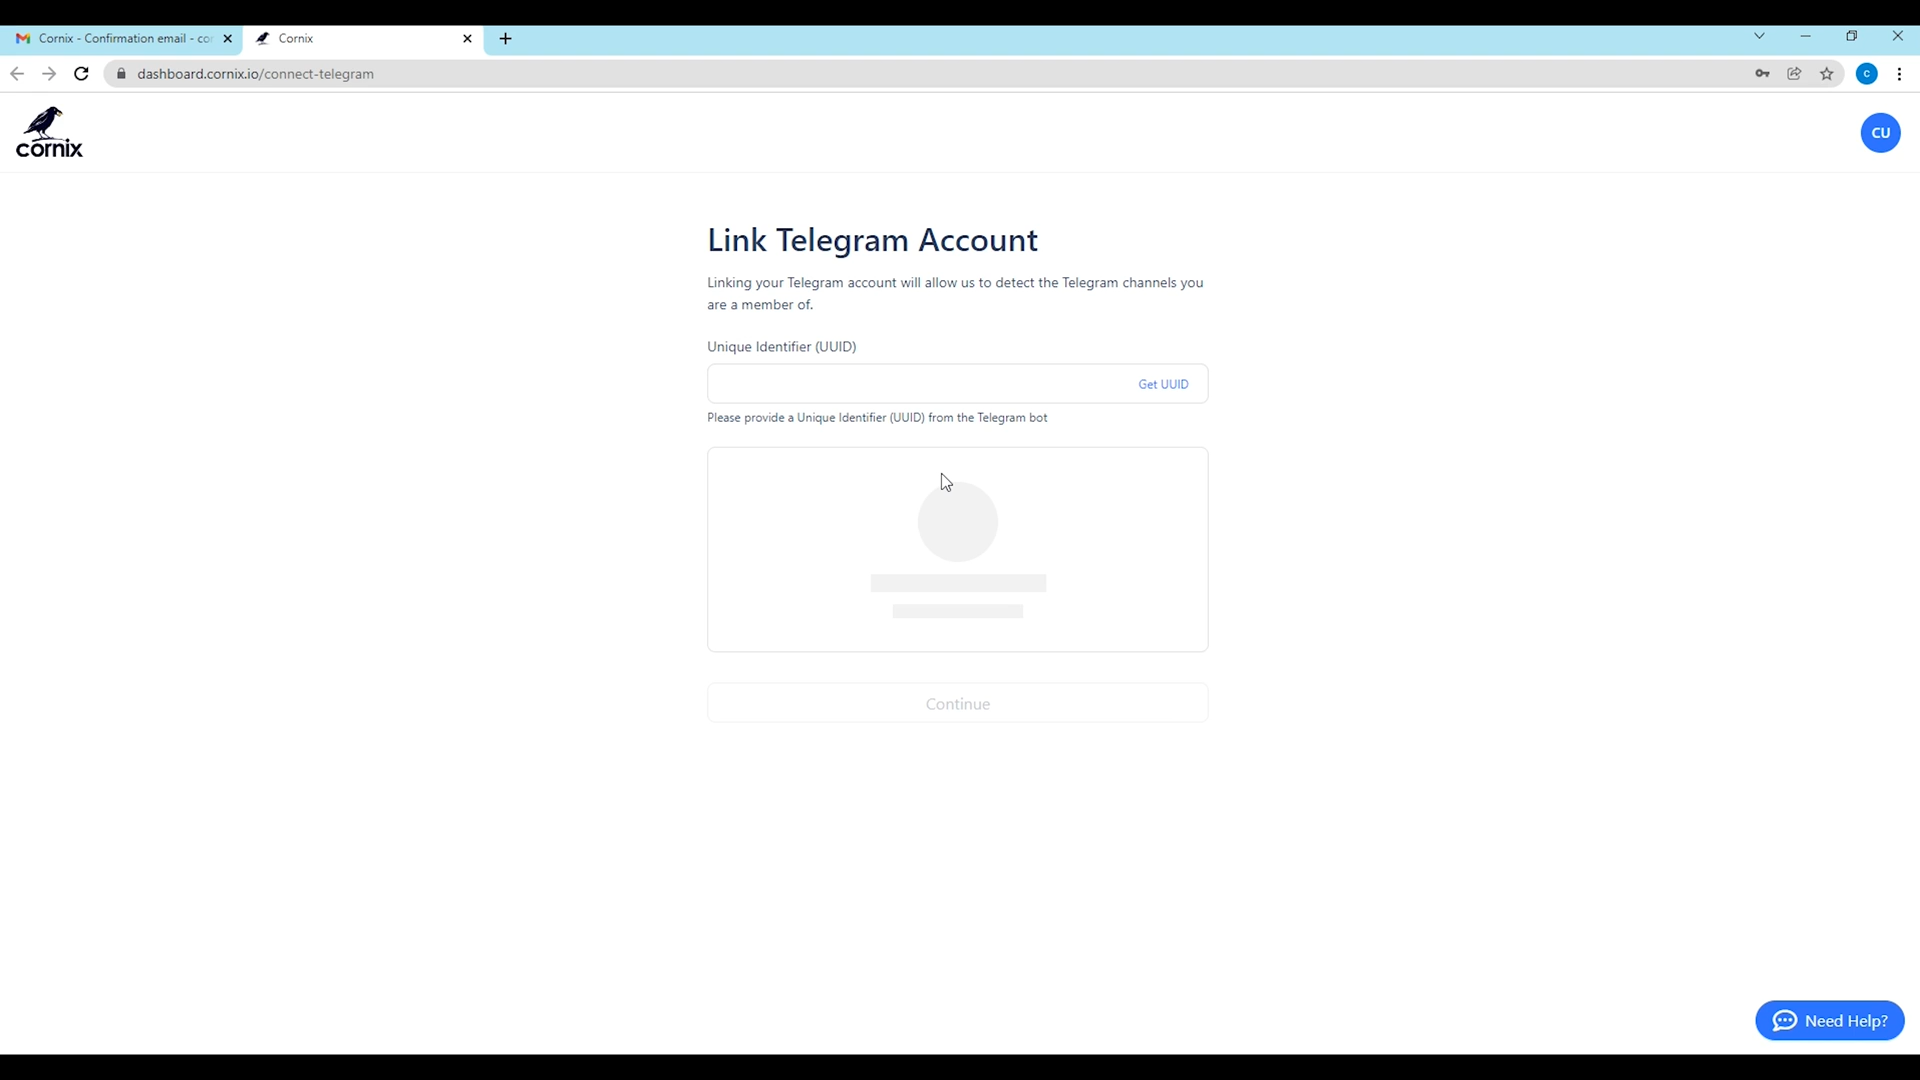 Cornix - Confirmation email - co
Cornix
dashboard.cornix.io/connect-telegram
C
cornix
CU
Link Telegram Account
Linking your Telegram account will allow us to detect the Telegram channels you
are a member of.
Unique Identifier (UUID)
Get UUID
Please provide a Unique Identifier (UUID) from the Telegram bot
Continue
Need Help?